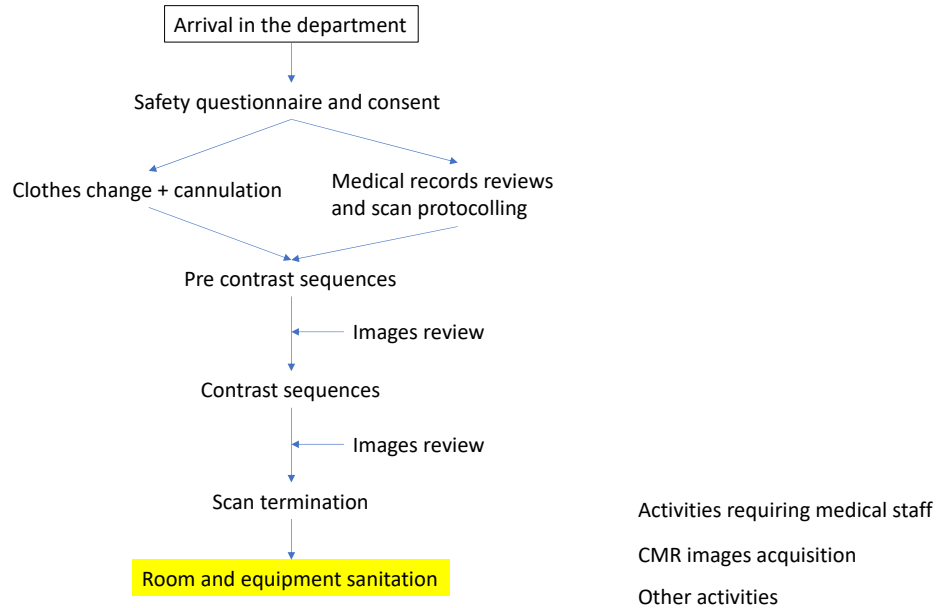 Arrival in the department
Safety questionnaire and consent
Clothes change + cannulation
Medical records reviews
and scan protocolling
Pre contrast sequences
Images review
Contrast sequences
Images review
Scan termination
Room and equipment sanitation
Activities requiring medical staff
CMR images acquisition
Other activities